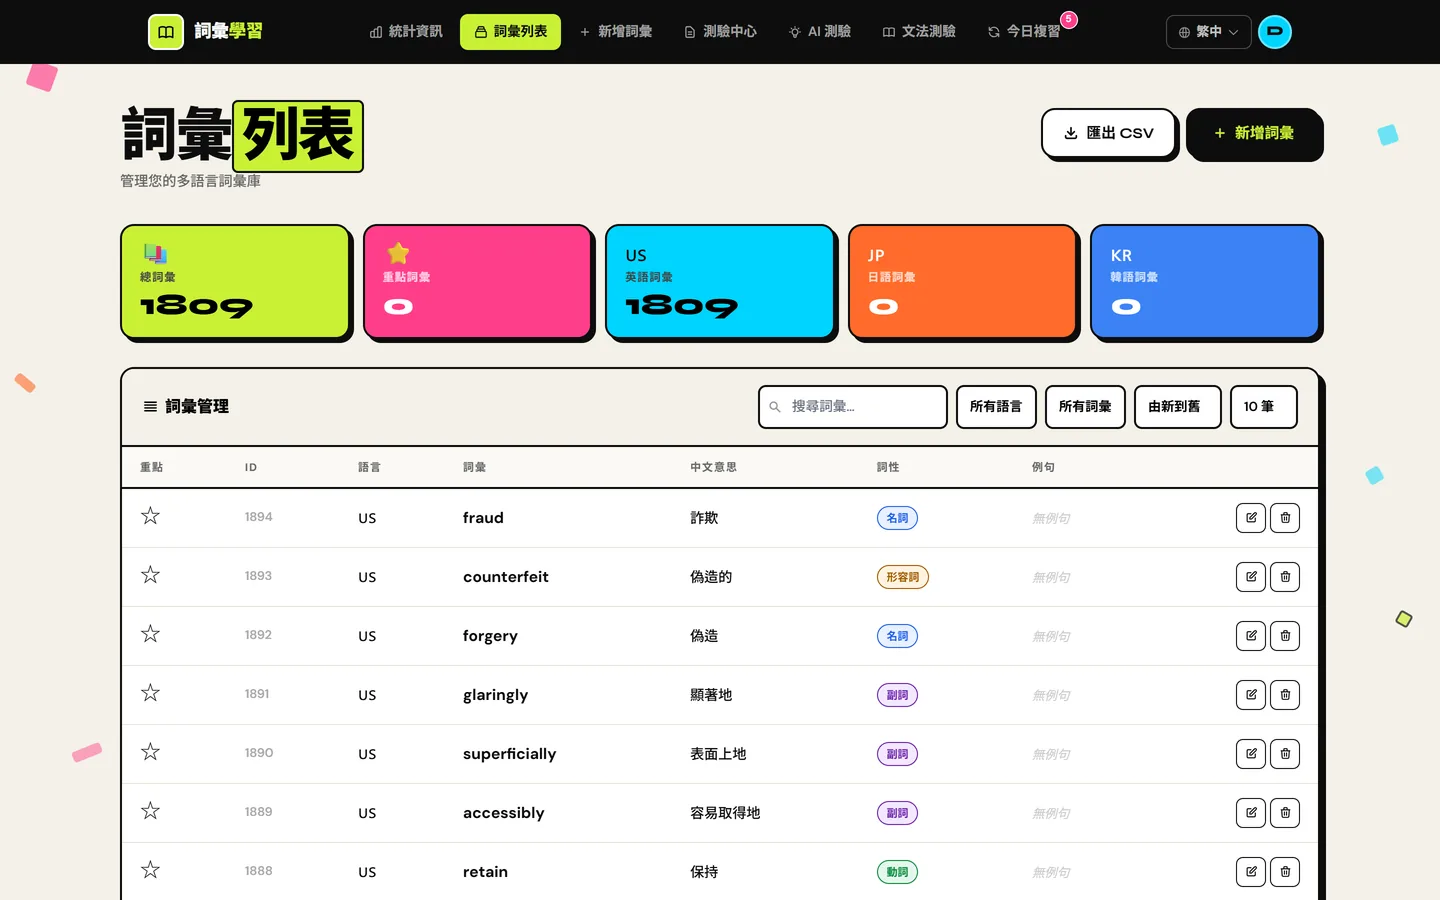 詞彙學習
統計資訊
詞彙列表
新增詞彙
測驗中心
AI 測驗
文法測驗
今日複習
5
繁中
詞彙列表
管理您的多語言詞彙庫
匯出 CSV
+ 新增詞彙
總詞彙
1809
重點詞彙
0
US
英語詞彙
1809
JP
日語詞彙
0
KR
韓語詞彙
0
詞彙管理
搜尋詞彙...
所有語言
所有詞彙
由新到舊
10 筆
重點 ID 語言 詞彙 中文意思 詞性 例句
1894 US fraud 詐欺 名詞 無例句
1893 US counterfeit 偽造的 形容詞 無例句
1892 US forgery 偽造 名詞 無例句
1891 US glaringly 顯著地 副詞 無例句
1890 US superficially 表面上地 副詞 無例句
1889 US accessibly 容易取得地 副詞 無例句
1888 US retain 保持 動詞 無例句